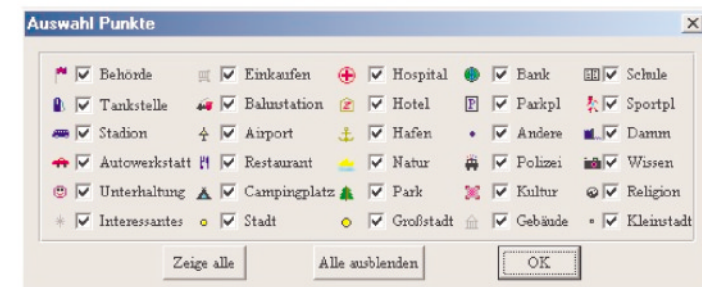 Auswahl Punkte
Behörde Einkaufen Hospital Bank Schule
Tankstelle Bahnstation Hotel P Parkpl Sportpl
Stadion Airport Hafen Andere Damm
Autowerkstatt Restaurant Natur Polizei Wissen
Unterhaltung Campingplatz Park Kultur Religion
Interessantes Stadt Großstadt Gebäude Kleinstadt
Zeige alle Alle ausblenden OK